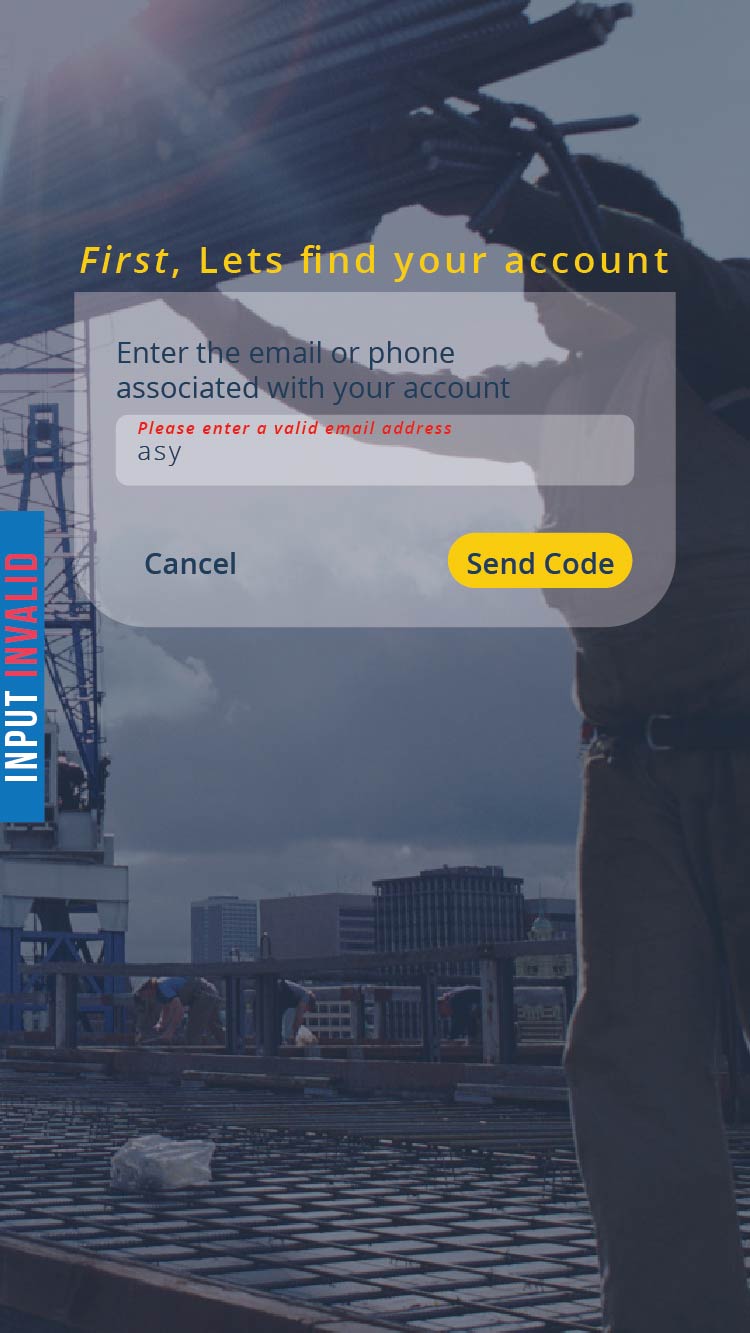 First, Lets find your account
Enter the email or phone
associated with your account
Please enter a valid email address
asy
Cancel
Send Code
INPUT INVALID